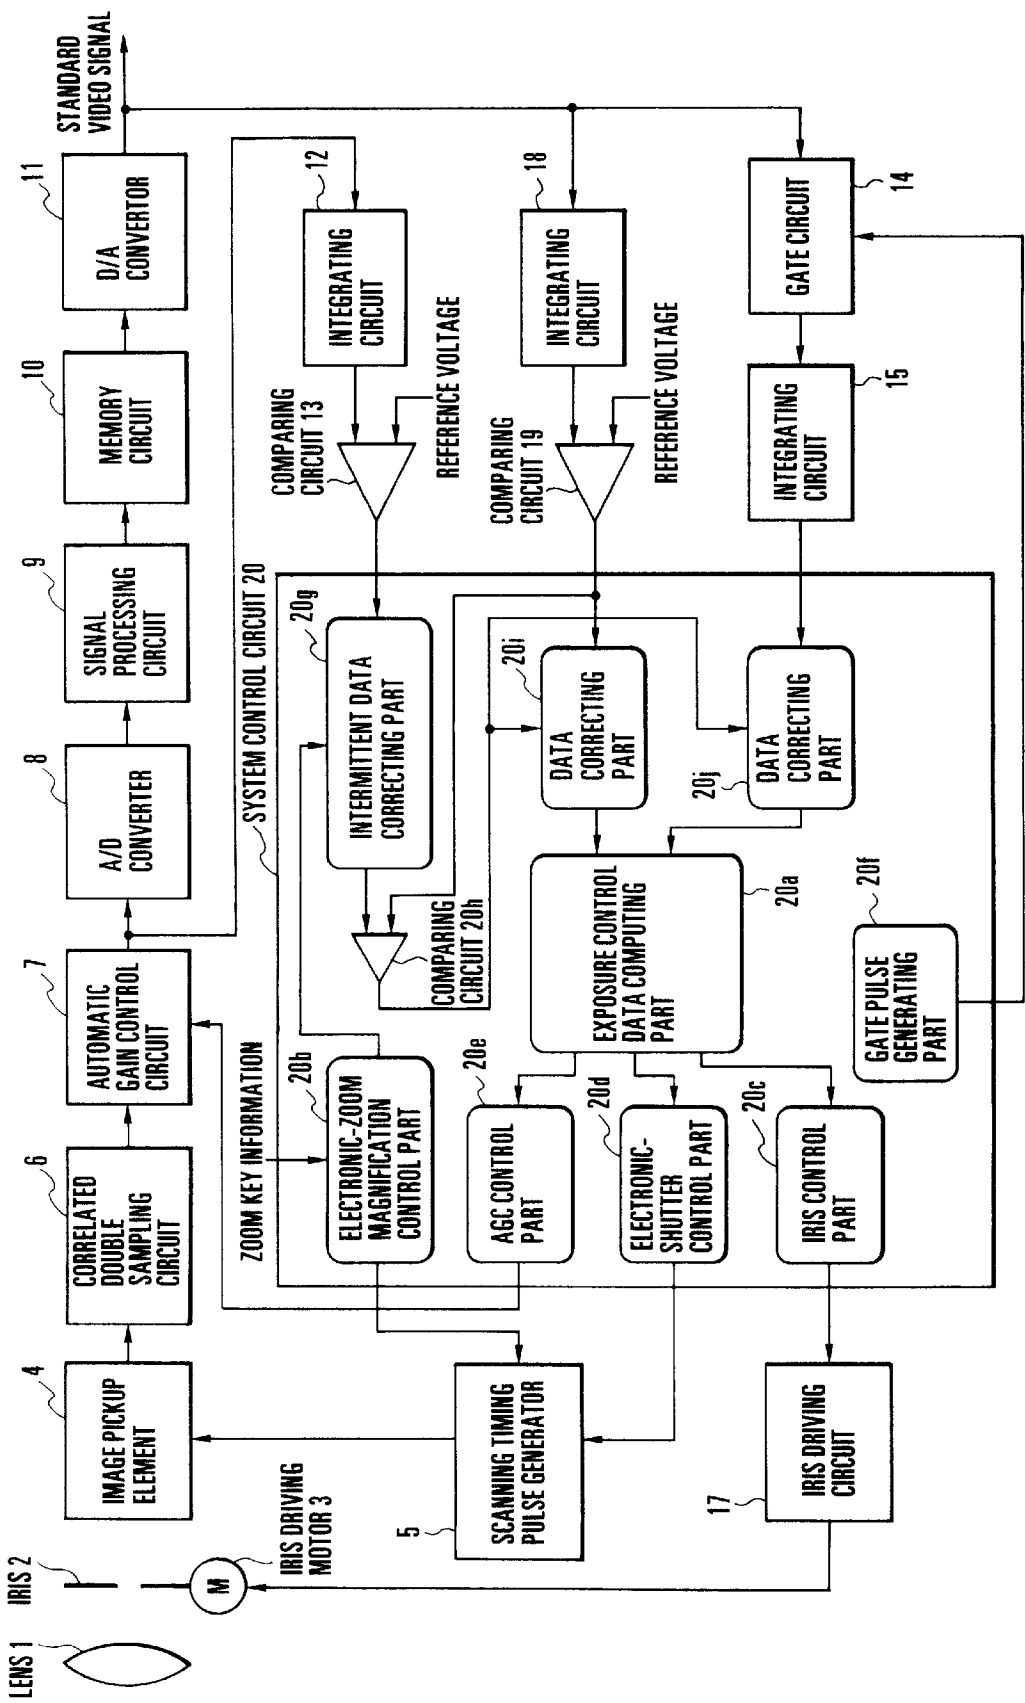 LENS 1
IRIS 2
IRIS DRIVING
MOTOR 3
M
4
IMAGE PICKUP
ELEMENT
6
CORRELATED
DOUBLE
SAMPLING
CIRCUIT
7
AUTOMATIC
GAIN CONTROL
CIRCUIT
8
A/D
CONVERTER
9
SIGNAL
PROCESSING
CIRCUIT
10
MEMORY
CIRCUIT
11
D/A
CONVERTOR
STANDARD
VIDEO SIGNAL
ZOOM KEY INFORMATION
SYSTEM CONTROL CIRCUIT 20
20b
ELECTRONIC-ZOOM
MAGNIFICATION
CONTROL PART
20g
INTERMITTENT DATA
CORRECTING PART
COMPARING
CIRCUIT 13
12
INTEGRATING
CIRCUIT
REFERENCE VOLTAGE
COMPARING
CIRCUIT 20h
5
SCANNING TIMING
PULSE GENERATOR
20e
AGC CONTROL
PART
20d
ELECTRONIC-
SHUTTER
CONTROL PART
20c
IRIS CONTROL
PART
EXPOSURE CONTROL
DATA COMPUTING
PART
20a
20i
DATA
CORRECTING
PART
COMPARING
CIRCUIT 19
18
INTEGRATING
CIRCUIT
REFERENCE VOLTAGE
20j
DATA
CORRECTING
PART
INTEGRATING
CIRCUIT
15
GATE CIRCUIT
14
17
IRIS DRIVING
CIRCUIT
20f
GATE PULSE
GENERATING
PART